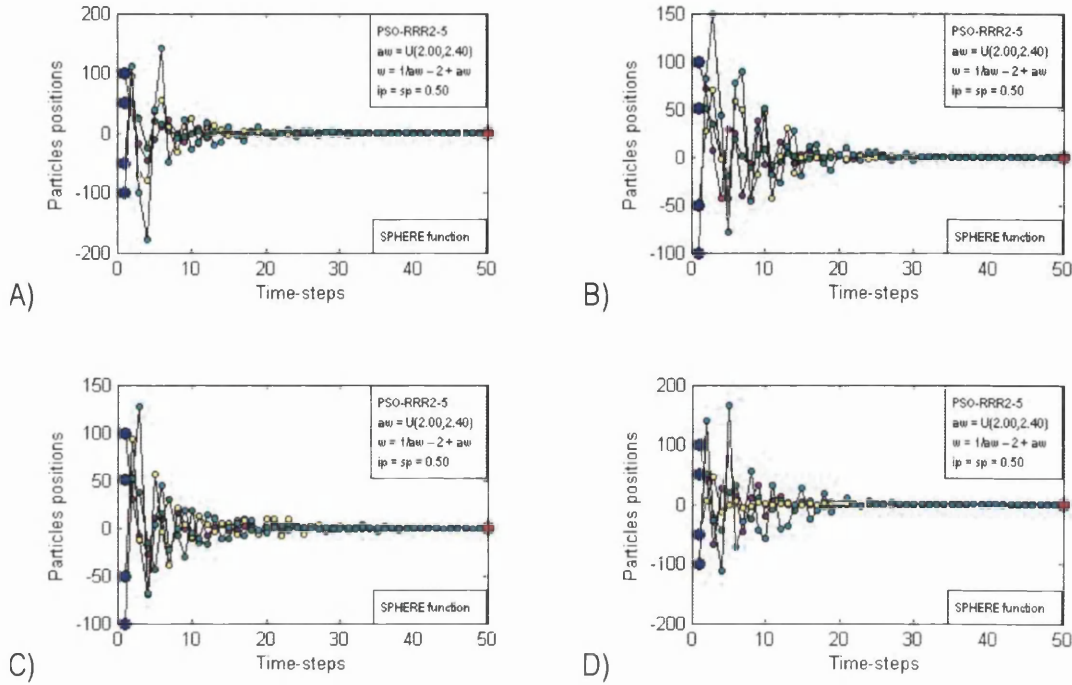 200
100
0
-100
-200
Particles positions
PSO-RRR2-5
aw = U(2.00,2.40)
w = 1/aw - 2 + aw
ip = sp = 0.50
SPHERE function
0 10 20 30 40 50
Time-steps
A)
150
100
50
0
-50
-100
Particles positions
PSO-RRR2-5
aw = U(2.00,2.40)
w = 1/aw - 2 + aw
ip = sp = 0.50
SPHERE function
0 10 20 30 40 50
Time-steps
B)
150
100
50
0
-50
-100
Particles positions
PSO-RRR2-5
aw = U(2.00,2.40)
w = 1/aw - 2 + aw
ip = sp = 0.50
SPHERE function
0 10 20 30 40 50
Time-steps
C)
200
100
0
-100
-200
Particles positions
PSO-RRR2-5
aw = U(2.00,2.40)
w = 1/aw - 2 + aw
ip = sp = 0.50
SPHERE function
0 10 20 30 40 50
Time-steps
D)